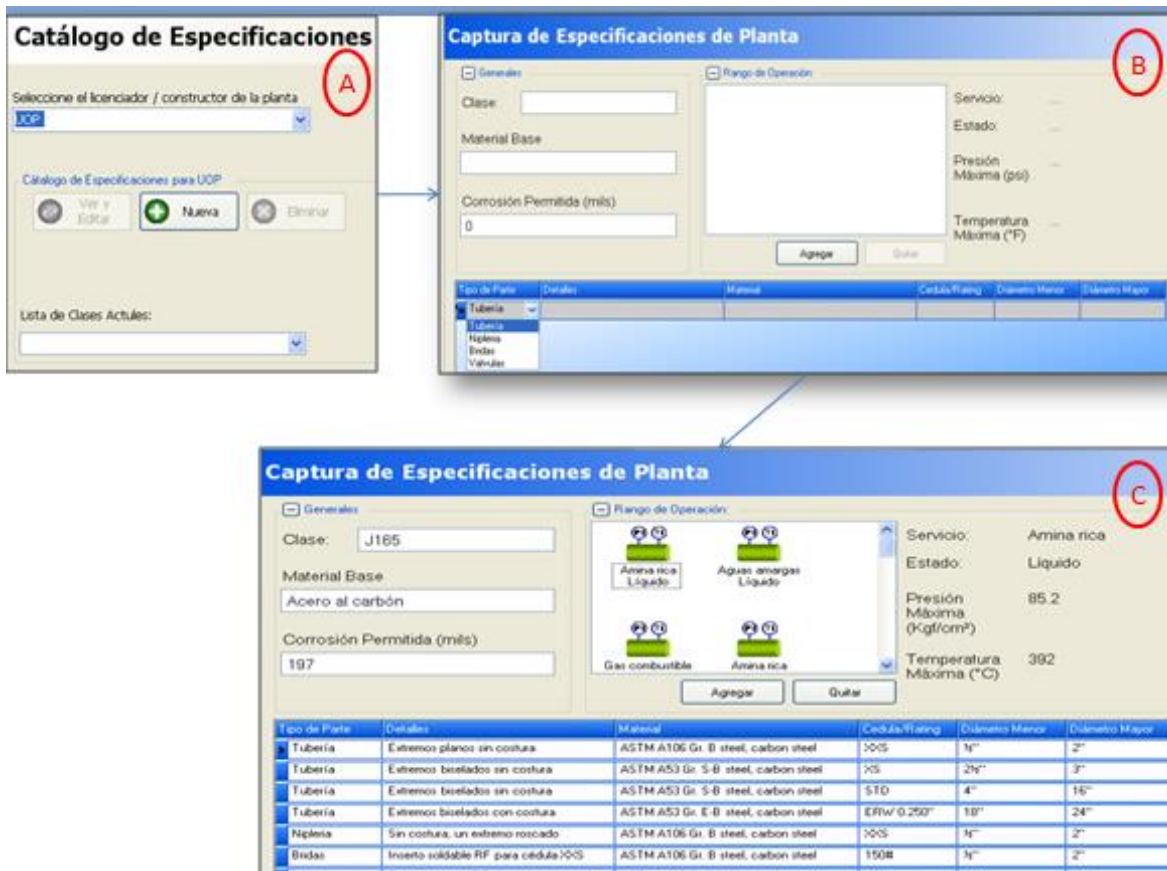 Catálogo de Especificaciones
A
Seleccione el licenciador / constructor de la planta
UOP
Cátalogo de Especificaciones para UOP
Ver y
Editar
Nueva
Eliminar
Lista de Clases Actules:
Captura de Especificaciones de Planta
B
Generales
Clase:
Material Base
Corrosión Permitida (mils)
0
Rango de Operación:
Agregar
Quitar
Servicio: ...
Estado: ...
Presión ...
Máxima (psi)
Temperatura ...
Máxima (°F)
Tipo de Parte Detalles Material Cedula/Rating Diámetro Menor Diámetro Mayor
Tubería
Tubería
Nipleria
Bridas
Valvulas
Captura de Especificaciones de Planta
C
Generales
Clase: J165
Material Base
Acero al carbón
Corrosión Permitida (mils)
197
Rango de Operación:
Amina rica Aguas amargas
Líquido Líquido
Gas combustible Amina rica
Agregar Quitar
Servicio: Amina rica
Estado: Líquido
Presión 85.2
Máxima
(Kgf/cm²)
Temperatura 392
Máxima (°C)
Tipo de Parte Detalles Material Cedula/Rating Diámetro Menor Diámetro Mayor
Tubería Extremos planos sin costura ASTM A106 Gr. B steel, carbon steel XXS 2"
Tubería Extremos biselados sin costura ASTM A53 Gr. S-B steel, carbon steel XS 2½" 3"
Tubería Extremos biselados sin costura ASTM A53 Gr. S-B steel, carbon steel STD 4" 16"
Tubería Extremos biselados con costura ASTM A53 Gr. E-B steel, carbon steel ERW 0.250" 18" 24"
Nipleria Sin costura, un extremo roscado ASTM A106 Gr. B steel, carbon steel XXS 2"
Bridas Inserto soldable RF para cédula XXS ASTM A106 Gr. B steel, carbon steel 150# 2"